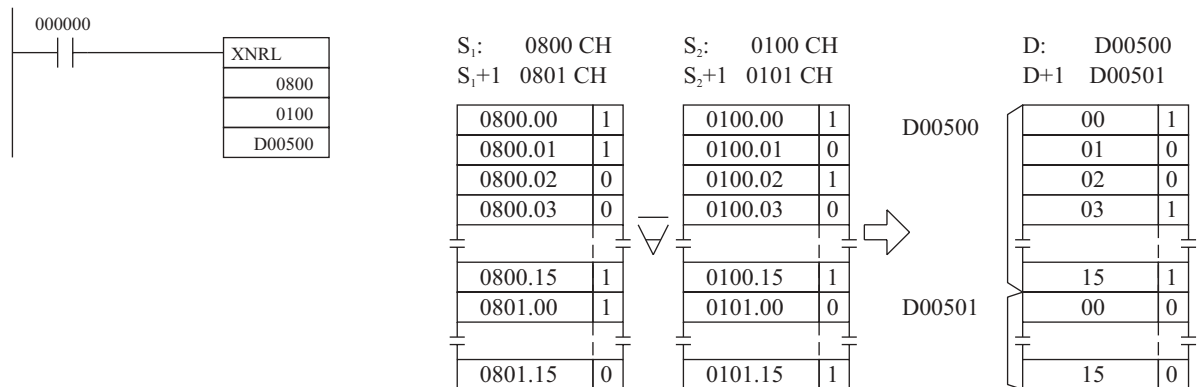 000000
XNRL
0800
0100
D00500
S₁: 0800 CH
S₁+1 0801 CH
0800.00 1
0800.01 1
0800.02 0
0800.03 0
0800.15 1
0801.00 1
0801.15 0
S₂: 0100 CH
S₂+1 0101 CH
0100.00 1
0100.01 0
0100.02 1
0100.03 0
0100.15 1
0101.00 0
0101.15 1
D00500
D00501
D: D00500
D+1 D00501
00 1
01 0
02 0
03 1
15 1
00 0
15 0